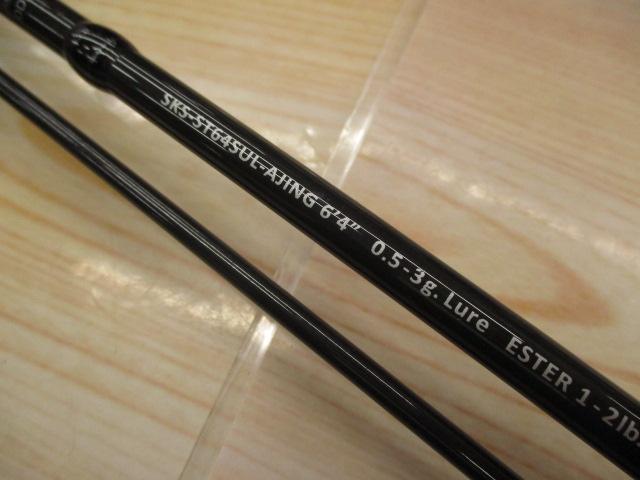 SKS-ST64SUL-AJING 6'4" 0.5-3g. Lure ESTER 1-2lb